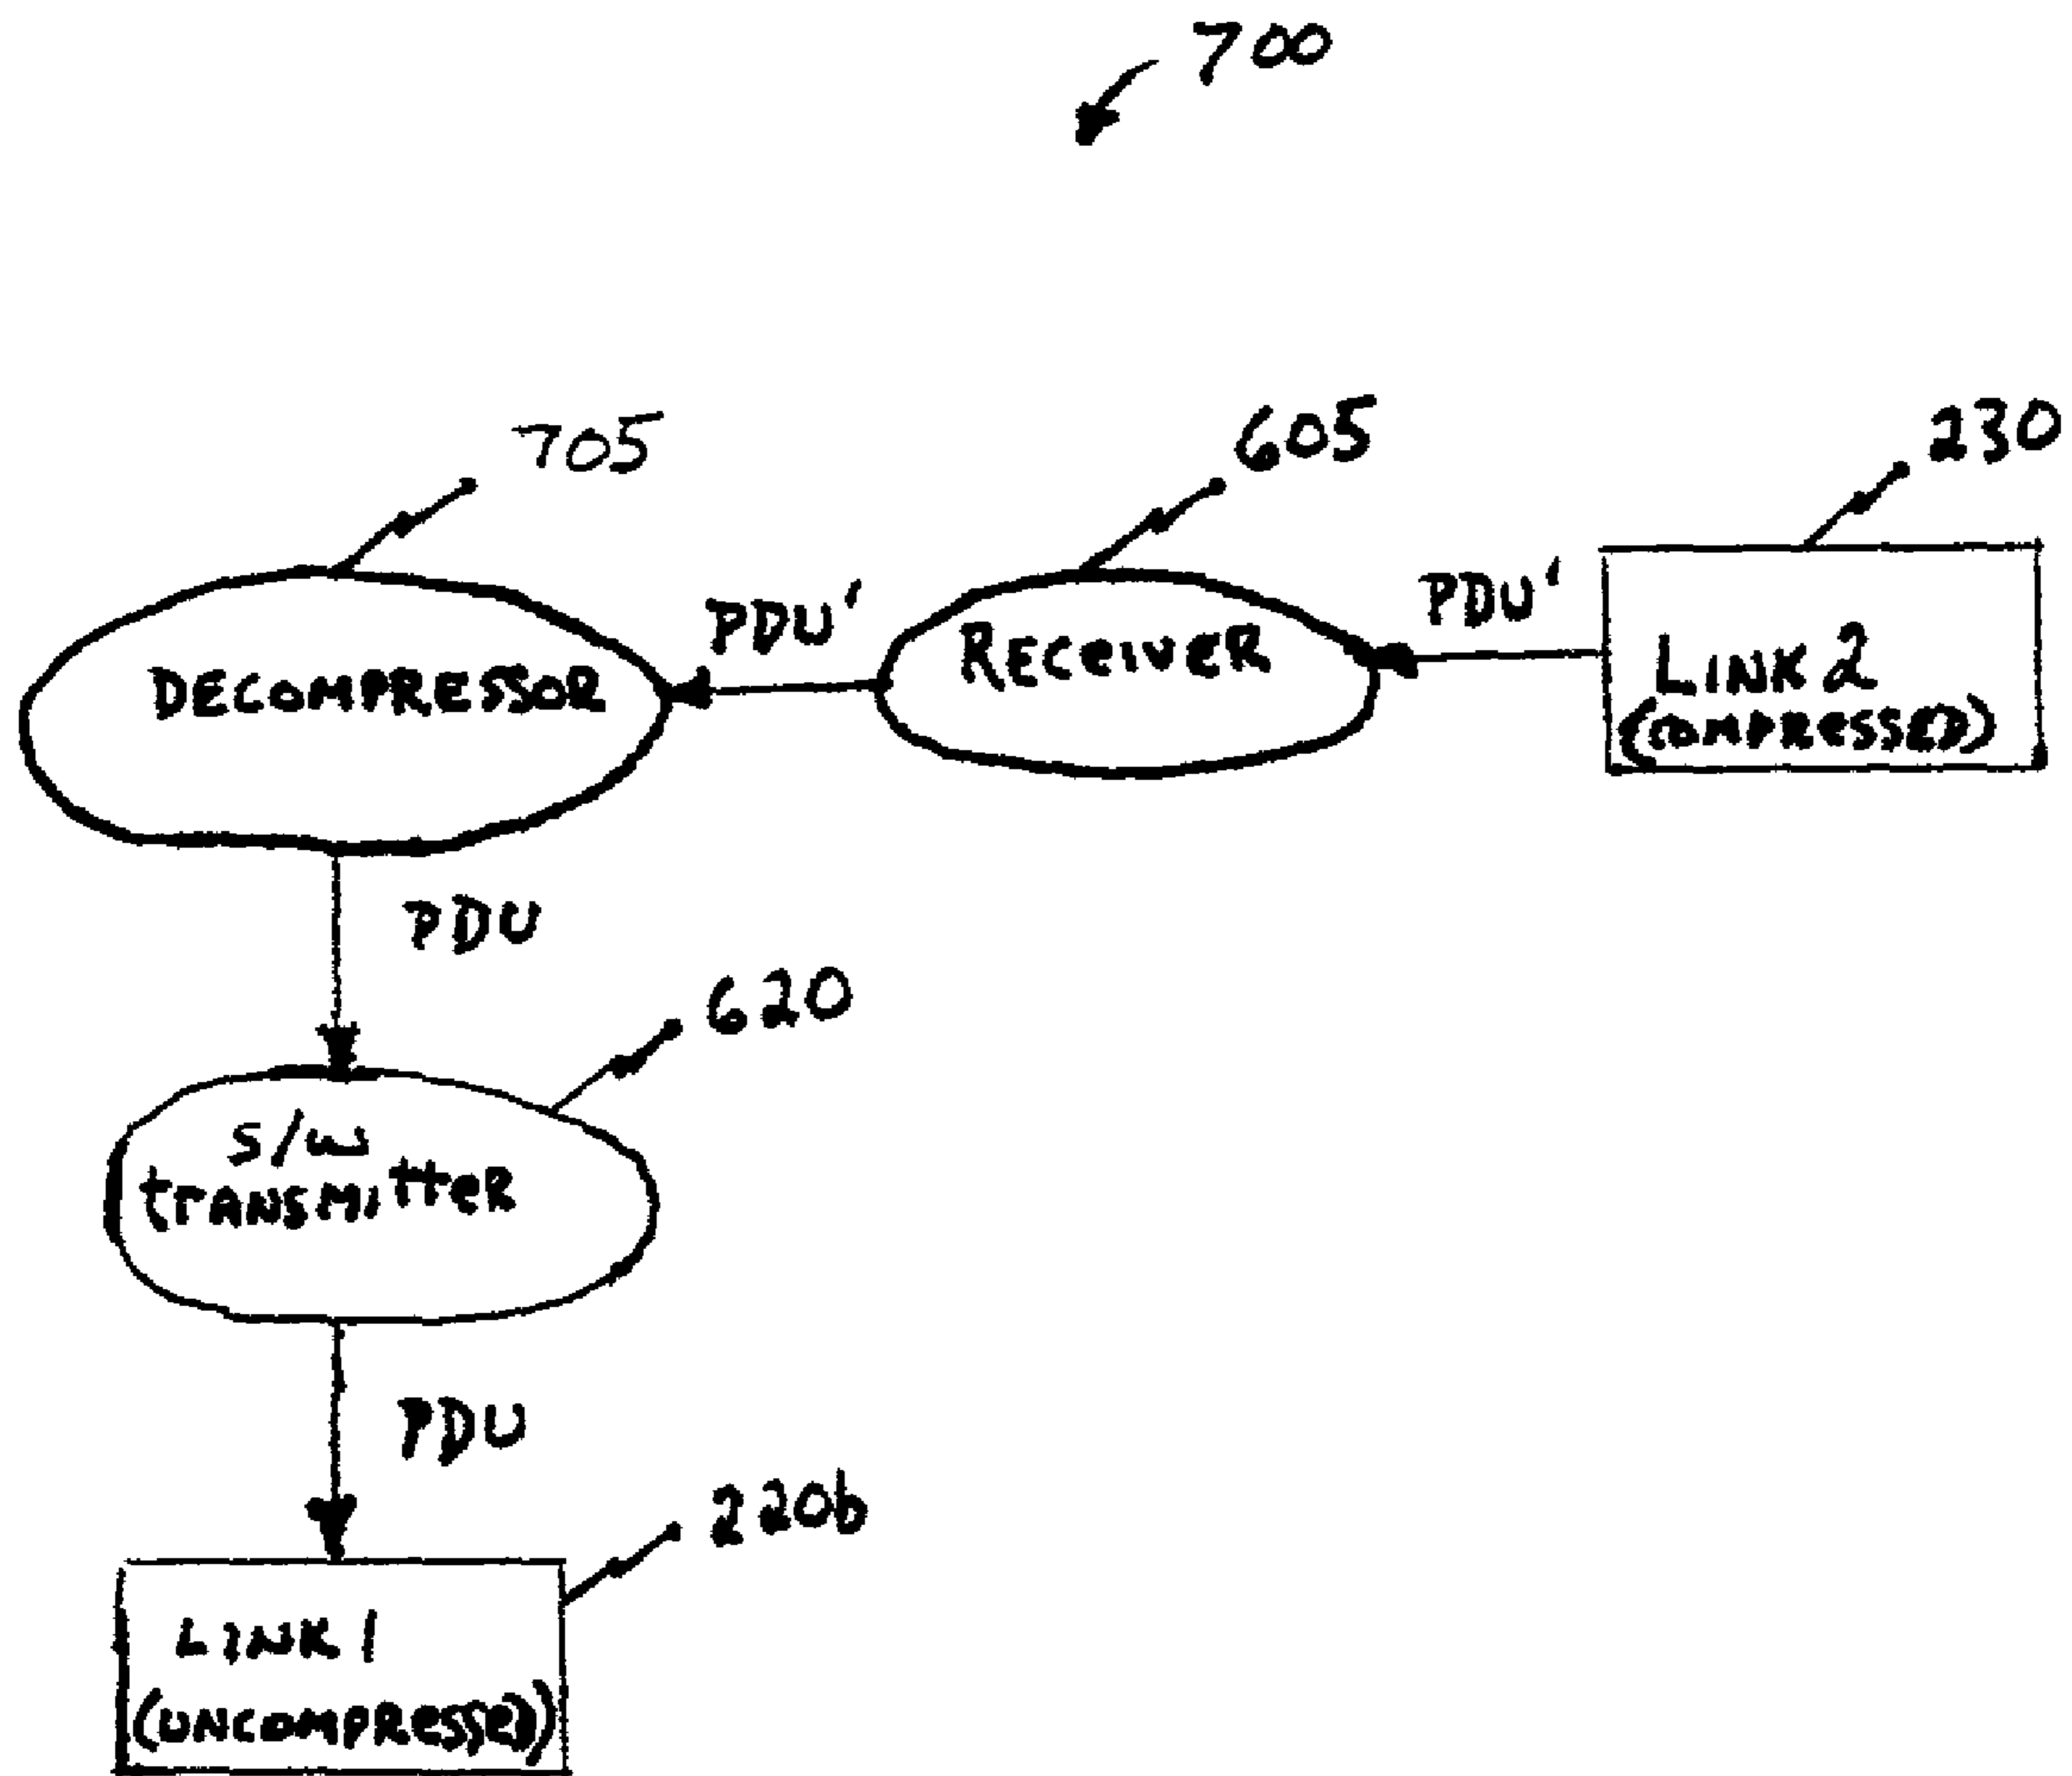 700
705
605
230
PDU'
PDU'
DECOMPRESSOR
Receiver
LINK 2
(COMPRESSED)
PDU
620
S/W
transmitter
PDU
220b
LINK 1
(UNCOMPRESSED)